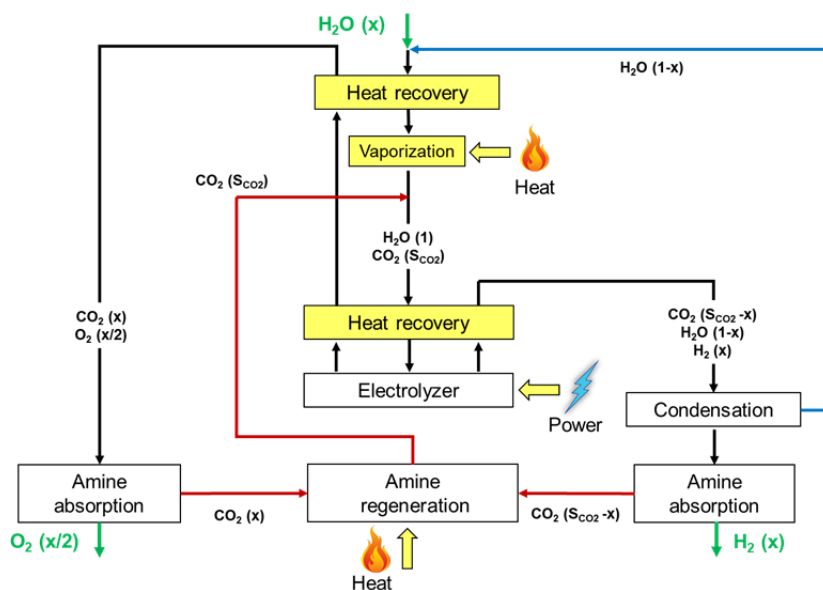 H₂O (x)
H₂O (1-x)
Heat recovery
Vaporization
Heat
CO₂ (S_CO2)
H₂O (1)
CO₂ (S_CO2)
CO₂ (x)
O₂ (x/2)
Heat recovery
CO₂ (S_CO2 -x)
H₂O (1-x)
H₂ (x)
Electrolyzer
Power
Condensation
Amine
absorption
Amine
regeneration
Amine
absorption
CO₂ (x)
CO₂ (S_CO2 -x)
O₂ (x/2)
Heat
H₂ (x)